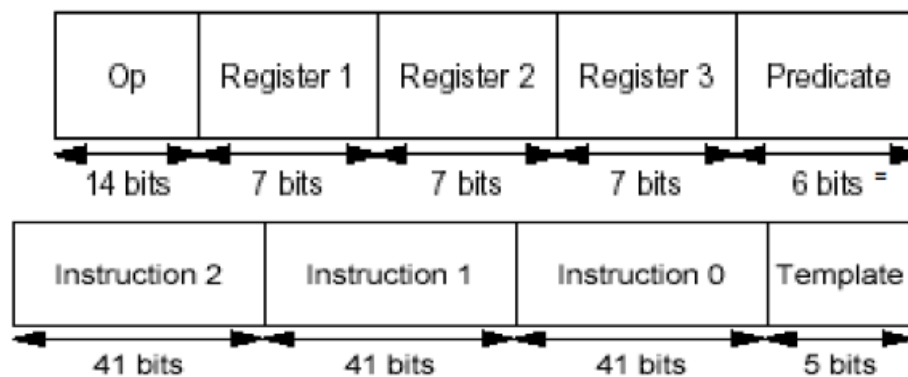 Op Register 1 Register 2 Register 3 Predicate
14 bits 7 bits 7 bits 7 bits 6 bits =
Instruction 2 Instruction 1 Instruction 0 Template
41 bits 41 bits 41 bits 5 bits